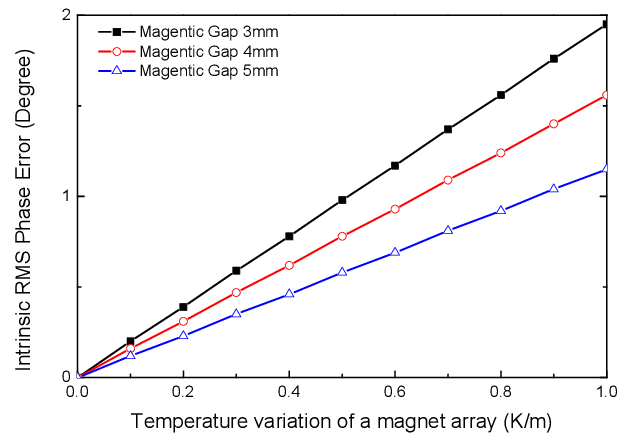 2
Magentic Gap 3mm
Magentic Gap 4mm
Magentic Gap 5mm
Intrinsic RMS Phase Error (Degree)
1
0
0.0 0.2 0.4 0.6 0.8 1.0
Temperature variation of a magnet array (K/m)